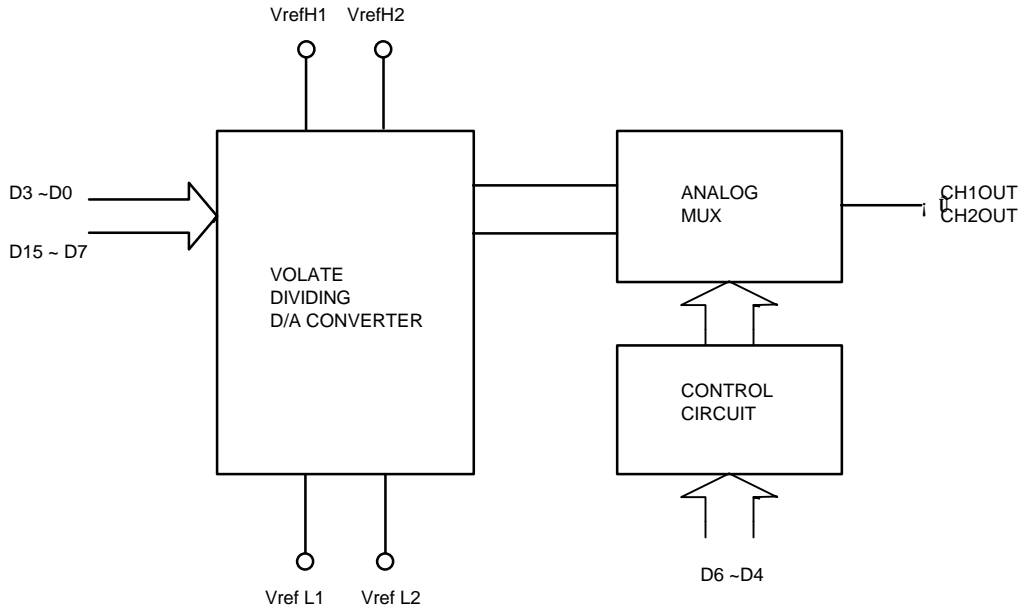 VrefH1 VrefH2
D3 ~D0
D15 ~ D7
VOLATE
DIVIDING
D/A CONVERTER
ANALOG
MUX
CH1OUT
CH2OUT
CONTROL
CIRCUIT
D6 ~D4
Vref L1 Vref L2